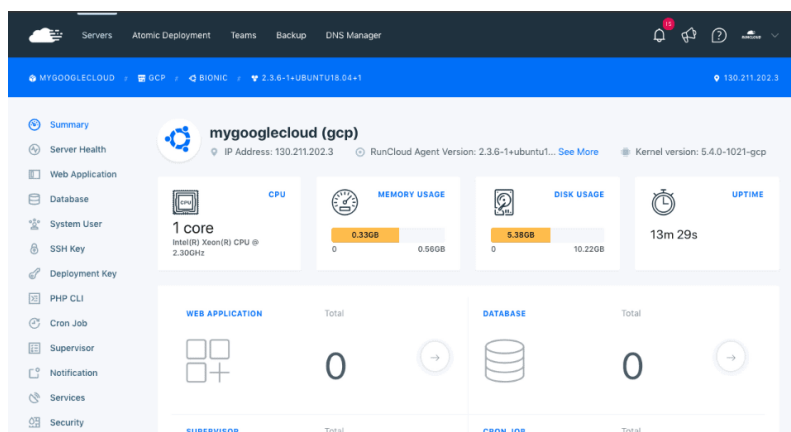 Servers Atomic Deployment Teams Backup DNS Manager 15
MYGOOGLECLOUD / GCP / BIONIC / 2.3.6-1+UBUNTU18.04+1 130.211.202.3
Summary
Server Health
Web Application
Database
System User
SSH Key
Deployment Key
PHP CLI
Cron Job
Supervisor
Notification
Services
Security
mygooglecloud (gcp)
IP Address: 130.211.202.3 RunCloud Agent Version: 2.3.6-1+ubuntu1... See More Kernel version: 5.4.0-1021-gcp
CPU
CPU
1 core
Intel(R) Xeon(R) CPU @
2.30GHz
MEMORY USAGE
0.33GB
0 0.56GB
DISK USAGE
5.38GB
0 10.22GB
UPTIME
13m 29s
WEB APPLICATION Total
0
DATABASE Total
0
SUPERVISOR Total
CRON JOB Total